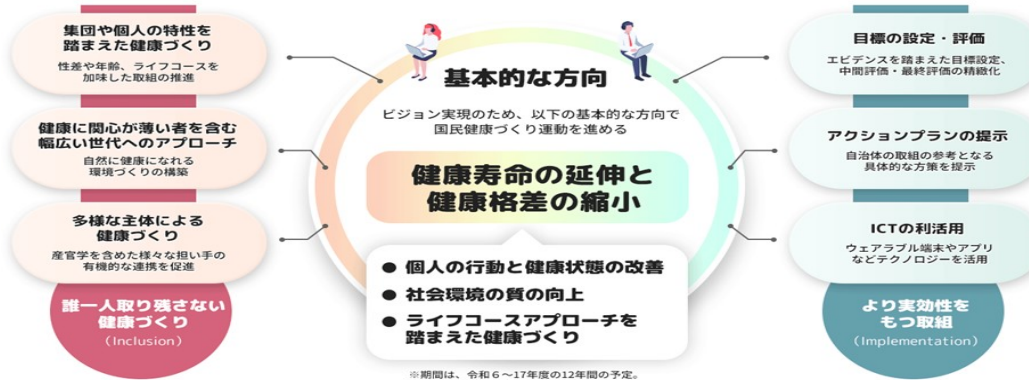 集団や個人の特性を
踏まえた健康づくり
性差や年齢、ライフコースを
加味した取組の推進
健康に関心が薄い者を含む
幅広い世代へのアプローチ
自然に健康になれる
環境づくりの構築
多様な主体による
健康づくり
産官学を含めた様々な担い手の
有機的な連携を促進
誰一人取り残さない
健康づくり
（Inclusion）
基本的な方向
ビジョン実現のため、以下の基本的な方向で
国民健康づくり運動を進める
健康寿命の延伸と
健康格差の縮小
● 個人の行動と健康状態の改善
● 社会環境の質の向上
● ライフコースアプローチを
踏まえた健康づくり
※期間は、令和６～17年度の12年間の予定。
目標の設定・評価
エビデンスを踏まえた目標設定、
中間評価・最終評価の精緻化
アクションプランの提示
自治体の取組の参考となる
具体的な方策を提示
ICTの利活用
ウェアラブル端末やアプリ
などテクノロジーを活用
より実効性を
もつ取組
（Implementation）